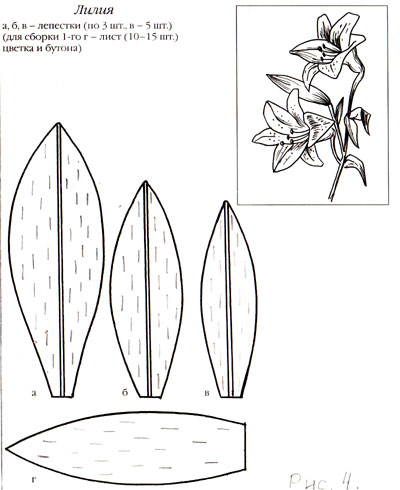 Лилия
а, б, в – лепестки (по 3 шт., в – 5 шт.)
(для сборки 1-го г – лист (10–15 шт.)
цветка и бутона)
а
б
в
г
Рис. 4.